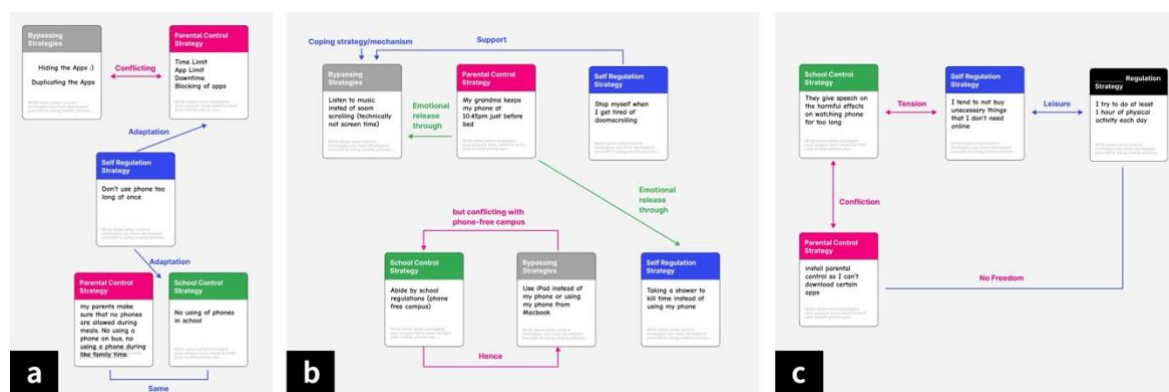 Bypassing
Strategies
Hiding the Apps :)
Duplicating the Apps
Conflicting
Parental Control
Strategy
Time Limit
App Limit
Downtime
Blocking of apps
Adaptation
Self Regulation
Strategy
Don't use phone too
long at once
Adaptation
Parental Control
Strategy
my parents make
sure that no phones
are allowed during
meals. No using a
phone on bus, no
using a phone during
like family time.
School Control
Strategy
No using of phones
in school
Same
a
Coping strategy/mechanism
Support
Bypassing
Strategies
Listen to music
insted of scom
scrolling (technically
not screen time)
Emotional
release
through
Parental Control
Strategy
My grandma keeps
my phone at
10:45pm just before
bed
Self Regulation
Strategy
Stop myself when
I get tired of
doomscrolling
Emotional
release
through
but conflicting with
phone-free campus
School Control
Strategy
Abide by school
regulations (phone
free campus)
Bypassing
Strategies
Use iPad instead of
my phone or using
my phone from
Macbook
Hence
Self Regulation
Strategy
Taking a shower to
kill time instead of
using my phone
b
School Control
Strategy
They give speech on
the harmful effects
on watching phone
for too long
Tension
Self Regulation
Strategy
I tend to not buy
unecessary things
that I don't need
online
Leisure
Regulation
Strategy
I try to do at least
1 hour of physical
activity each day
Confliction
Parental Control
Strategy
install parental
control so I can't
download certain
apps
No Freedom
c